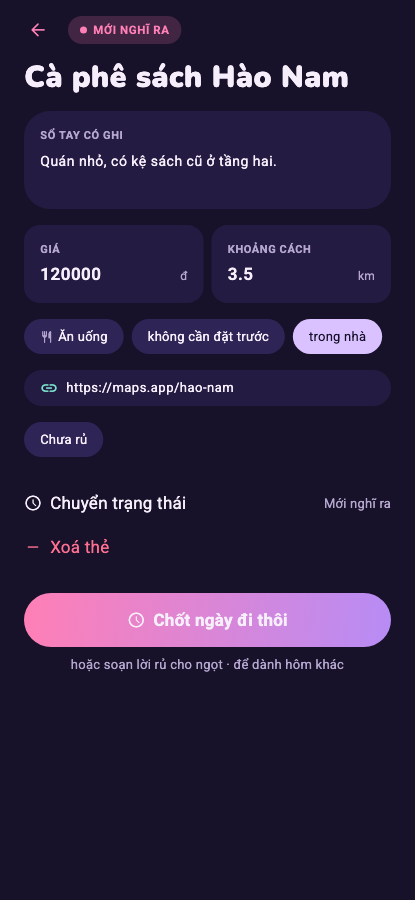 MỚI NGHĨ RA
Cà phê sách Hào Nam
SỔ TAY CÓ GHI
Quán nhỏ, có kệ sách cũ ở tầng hai.
GIÁ
120000 đ
KHOẢNG CÁCH
3.5 km
Ăn uống
không cần đặt trước
trong nhà
https://maps.app/hao-nam
Chưa rủ
Chuyển trạng thái
Mới nghĩ ra
Xoá thẻ
Chốt ngày đi thôi
hoặc soạn lời rủ cho ngọt · để dành hôm khác